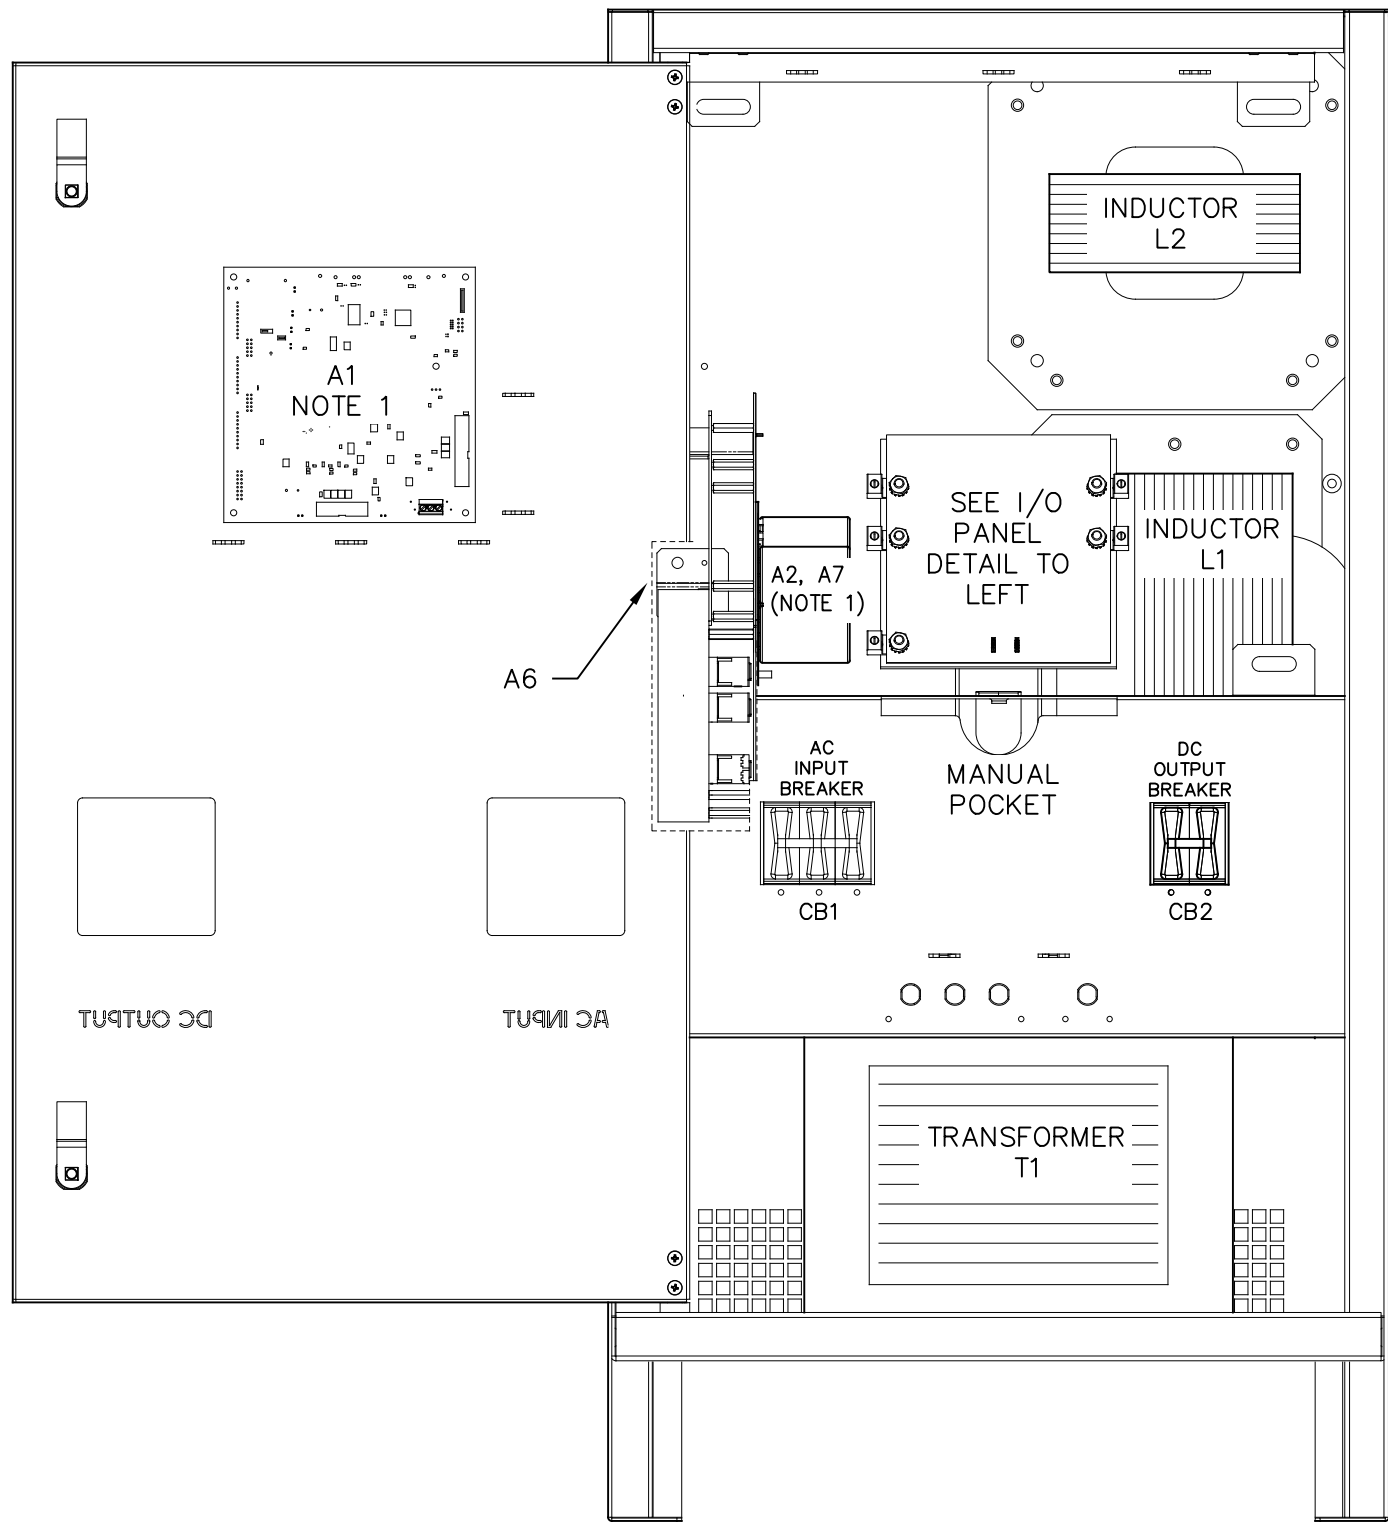 INDUCTOR
L2
A1
NOTE 1
SEE I/O
PANEL
DETAIL TO
LEFT
INDUCTOR
L1
A2, A7
(NOTE 1)
A6
AC
INPUT
BREAKER
MANUAL
POCKET
DC
OUTPUT
BREAKER
CB1
CB2
DC OUTPUT
AC INPUT
TRANSFORMER
T1